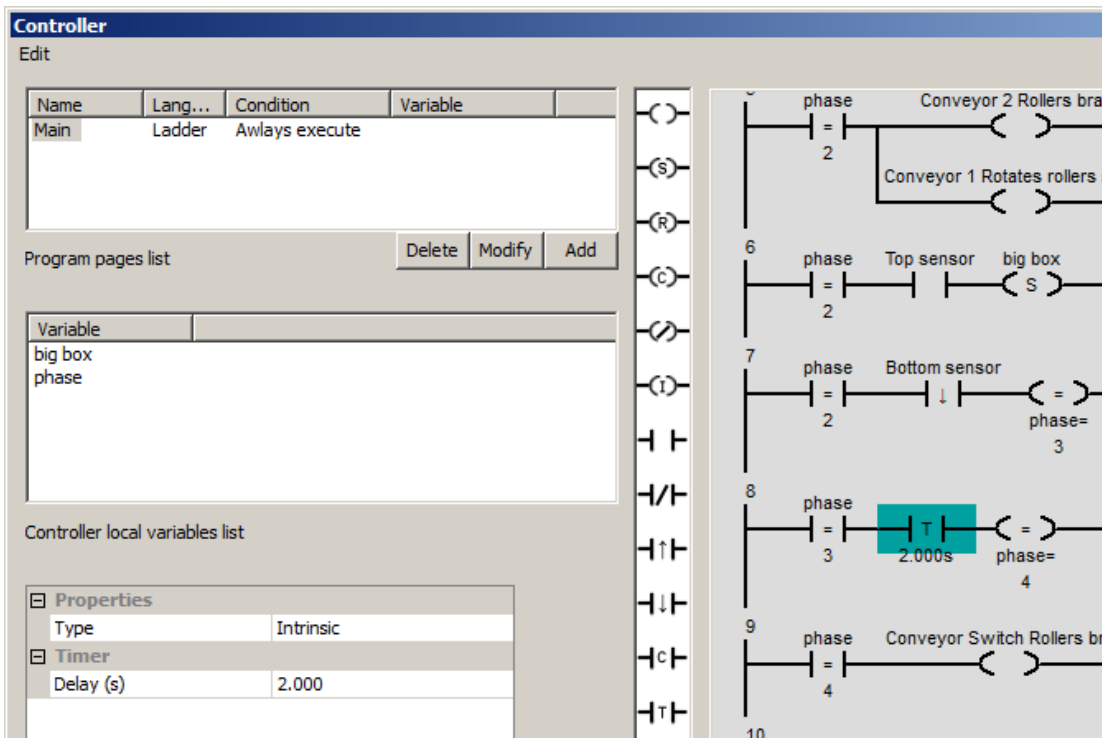 Controller
Edit
Name Lang... Condition Variable
Main Ladder Awlays execute
Program pages list
Delete Modify Add
Variable
big box
phase
Controller local variables list
Properties
Type Intrinsic
Timer
Delay (s) 2.000
S
R
C
I
C
T
phase Conveyor 2 Rollers bra
=
2
Conveyor 1 Rotates rollers
6
phase Top sensor big box
= S
2
7
phase Bottom sensor
= ↓ =
2 phase=
3
8
phase
= T =
3 2.000s phase=
4
9
phase Conveyor Switch Rollers br
=
4
10